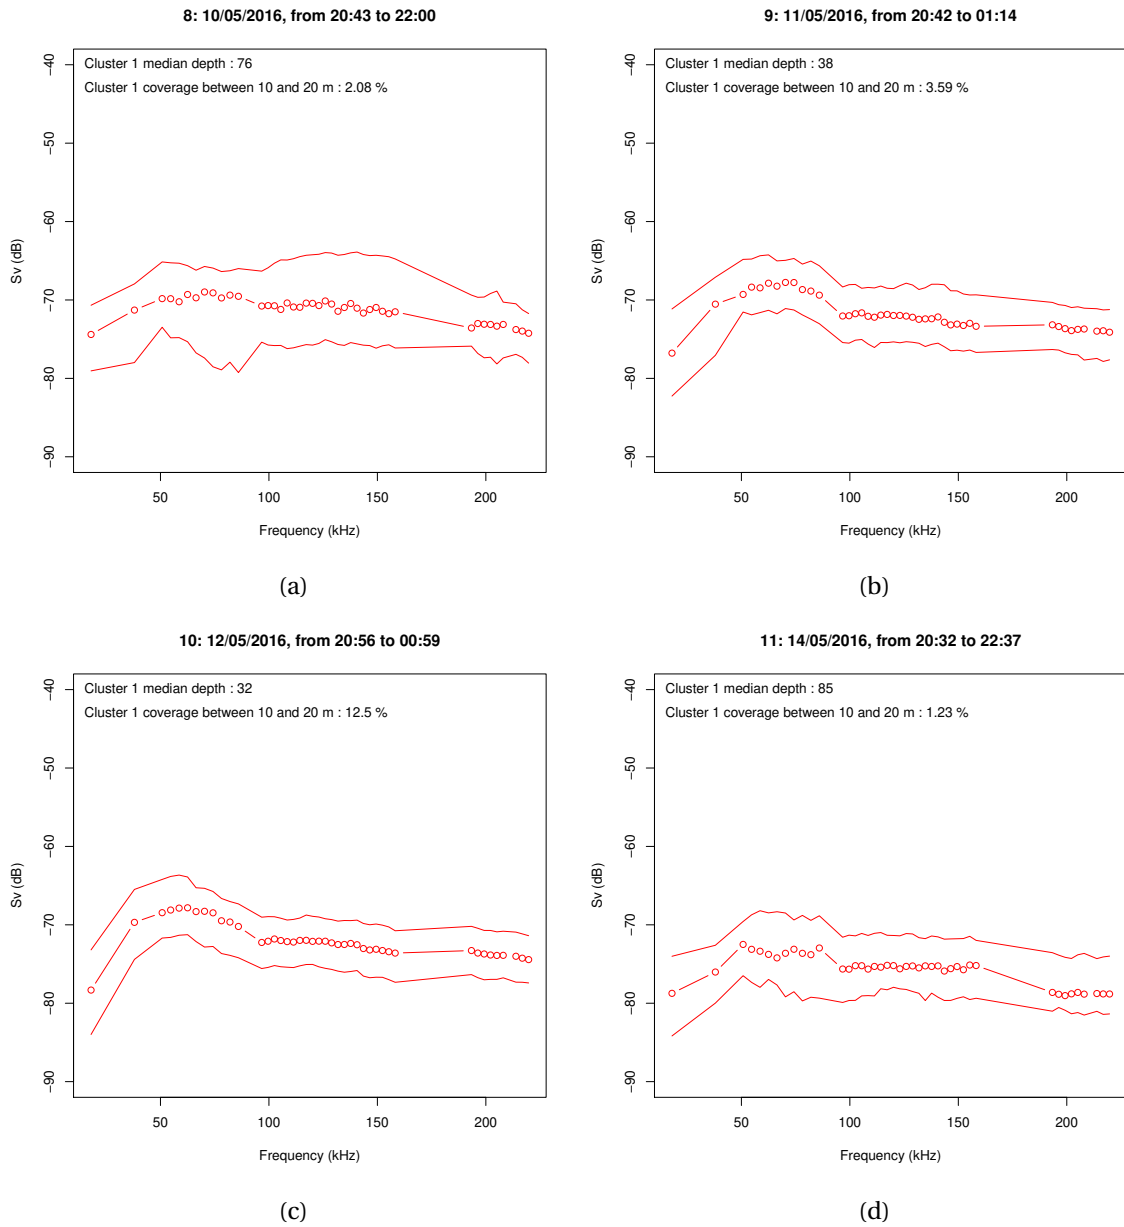 8: 10/05/2016, from 20:43 to 22:00
Cluster 1 median depth : 76
Cluster 1 coverage between 10 and 20 m : 2.08 %
Sv (dB)
−40
−50
−60
−70
−80
−90
50 100 150 200
Frequency (kHz)
(a)
9: 11/05/2016, from 20:42 to 01:14
Cluster 1 median depth : 38
Cluster 1 coverage between 10 and 20 m : 3.59 %
Sv (dB)
−40
−50
−60
−70
−80
−90
50 100 150 200
Frequency (kHz)
(b)
10: 12/05/2016, from 20:56 to 00:59
Cluster 1 median depth : 32
Cluster 1 coverage between 10 and 20 m : 12.5 %
Sv (dB)
−40
−50
−60
−70
−80
−90
50 100 150 200
Frequency (kHz)
(c)
11: 14/05/2016, from 20:32 to 22:37
Cluster 1 median depth : 85
Cluster 1 coverage between 10 and 20 m : 1.23 %
Sv (dB)
−40
−50
−60
−70
−80
−90
50 100 150 200
Frequency (kHz)
(d)